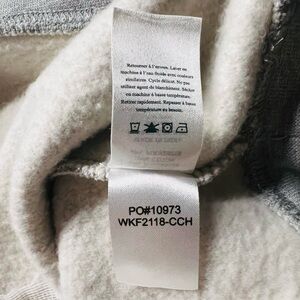 Retourner à l'envers. Laver en
machine à l'eau froide avec couleurs
similaires. Cycle délicat. Ne pas
utiliser agent de blanchiment. Sécher
en machine à basse température.
Retirer rapidement. Repasser à basse
température au besoin.
PO#10973
WKF2118-CCH